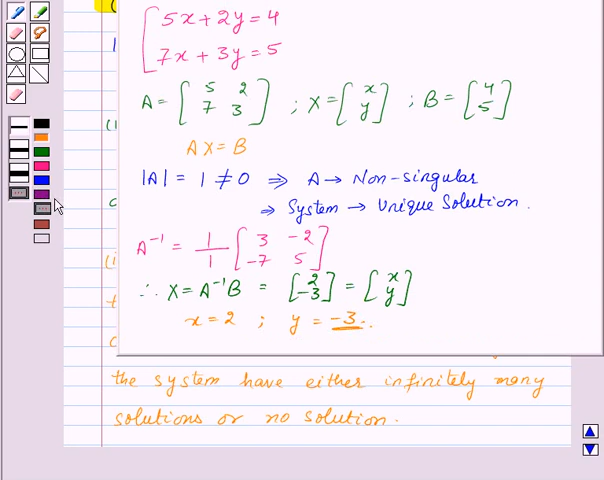 5x + 2y = 4
7x + 3y = 5
A = [5 2 7 3] ; X = [x y] ; B = [4 5]
AX = B
|A| = 1 ≠ 0 ⇒ A → Non-singular
⇒ System → Unique Solution.
A⁻¹ = 1/1 [3 -2 -7 5]
∴ X = A⁻¹B = [2 -3] = [x y]
x = 2 ; y = -3.
the system have either infinitely many
solutions or no solution.